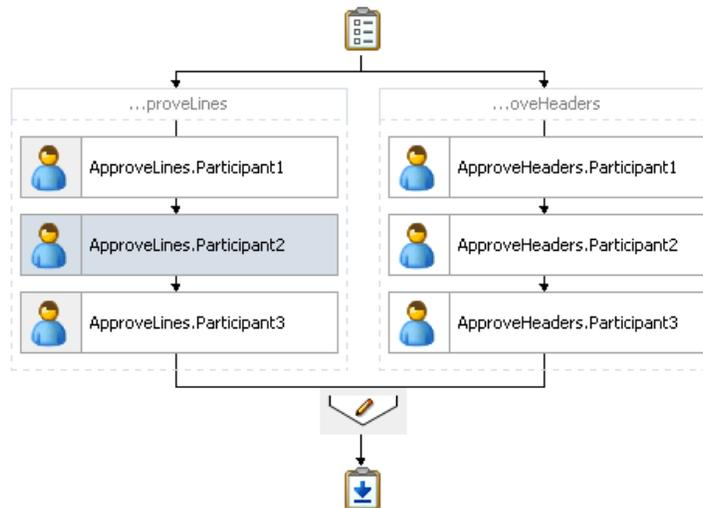 ...proveLines
ApproveLines.Participant1
ApproveLines.Participant2
ApproveLines.Participant3
...oveHeaders
ApproveHeaders.Participant1
ApproveHeaders.Participant2
ApproveHeaders.Participant3